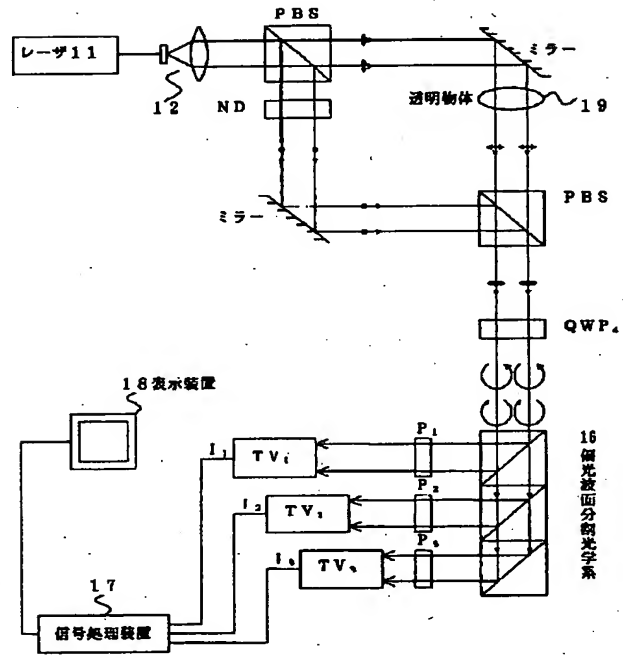 PBS
レーザ11
ミラー
12
ND
透明物体
19
ミラー
PBS
QWP₄
18表示装置
I₁
TV₁
P₁
16偏光波面分割光学系
I₂
TV₂
P₂
I₃
TV₃
P₃
17
信号処理装置